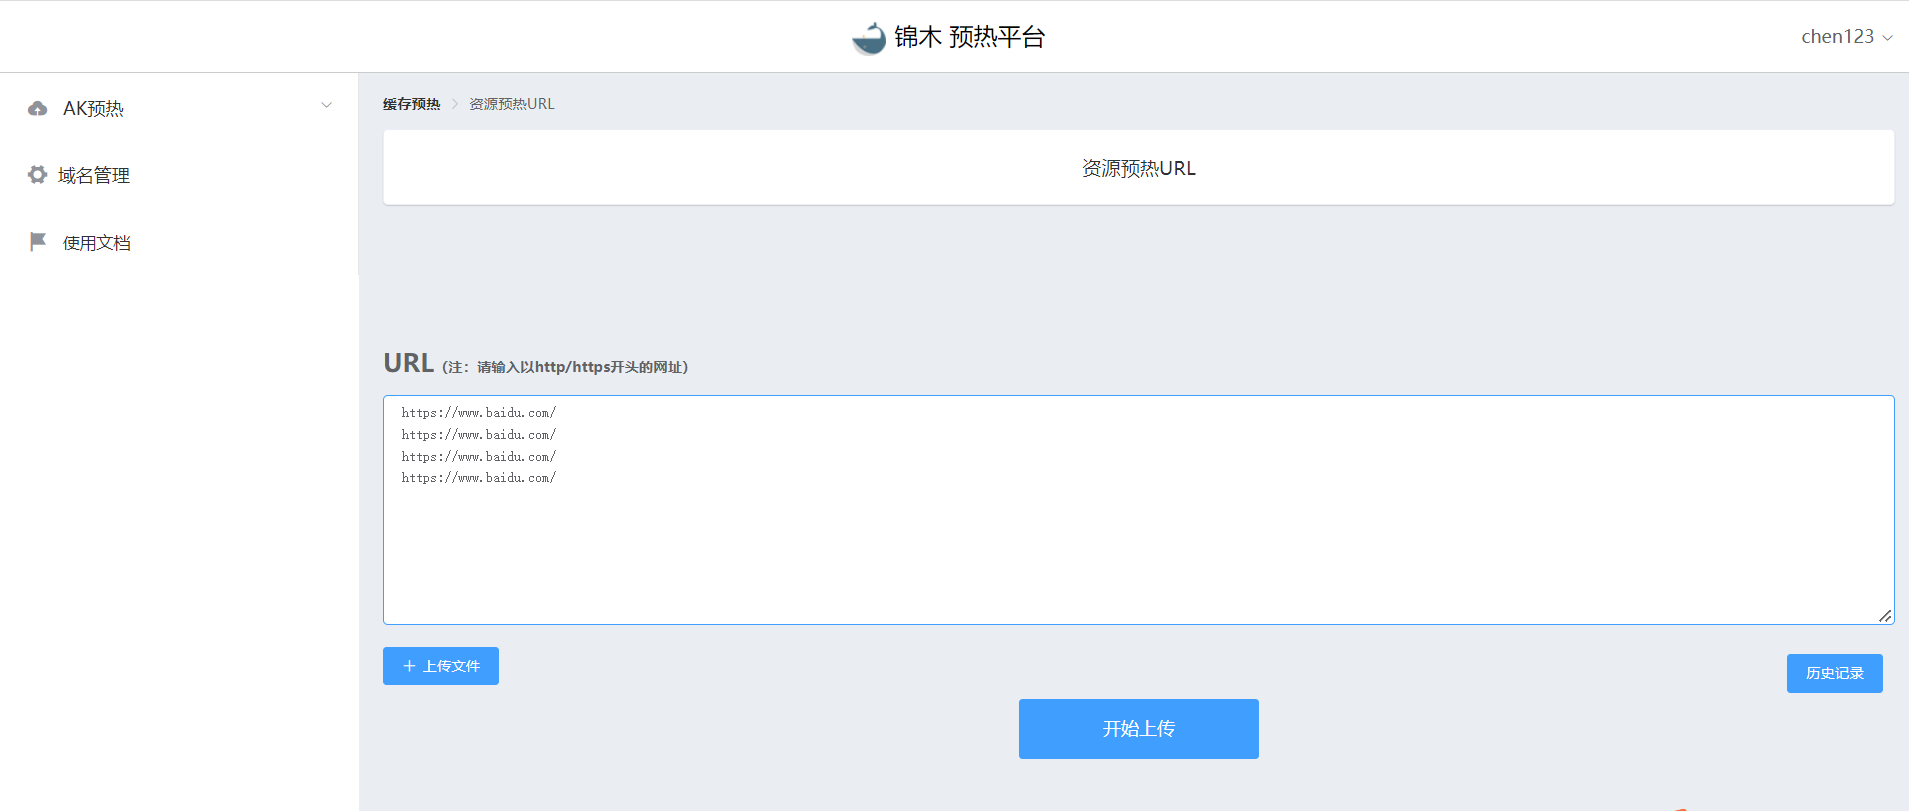 锦木 预热平台
chen123
AK预热
域名管理
使用文档
缓存预热 > 资源预热URL
资源预热URL
URL（注：请输入以http/https开头的网址）
https://www.baidu.com/
https://www.baidu.com/
https://www.baidu.com/
https://www.baidu.com/
+ 上传文件
历史记录
开始上传